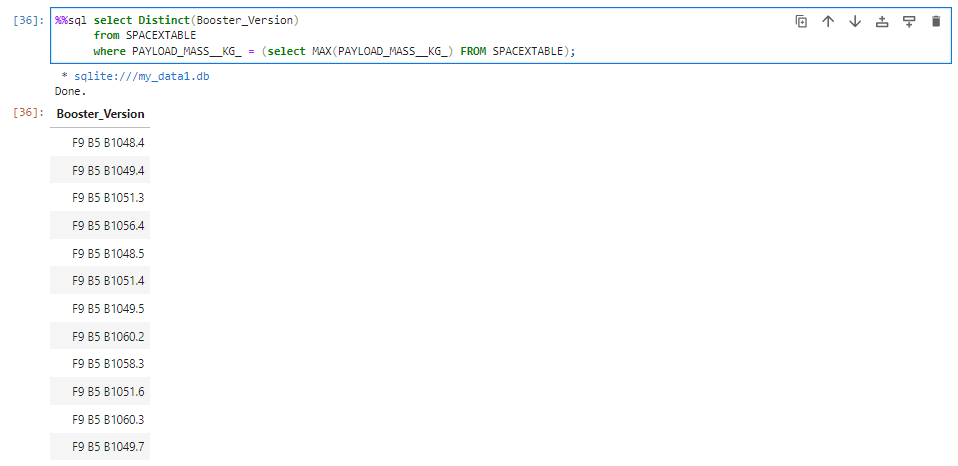 [36]: %%sql select Distinct(Booster_Version)
from SPACEXTABLE
where PAYLOAD_MASS__KG_ = (select MAX(PAYLOAD_MASS__KG_) FROM SPACEXTABLE);
* sqlite:///my_data1.db
Done.
[36]: Booster_Version
F9 B5 B1048.4
F9 B5 B1049.4
F9 B5 B1051.3
F9 B5 B1056.4
F9 B5 B1048.5
F9 B5 B1051.4
F9 B5 B1049.5
F9 B5 B1060.2
F9 B5 B1058.3
F9 B5 B1051.6
F9 B5 B1060.3
F9 B5 B1049.7